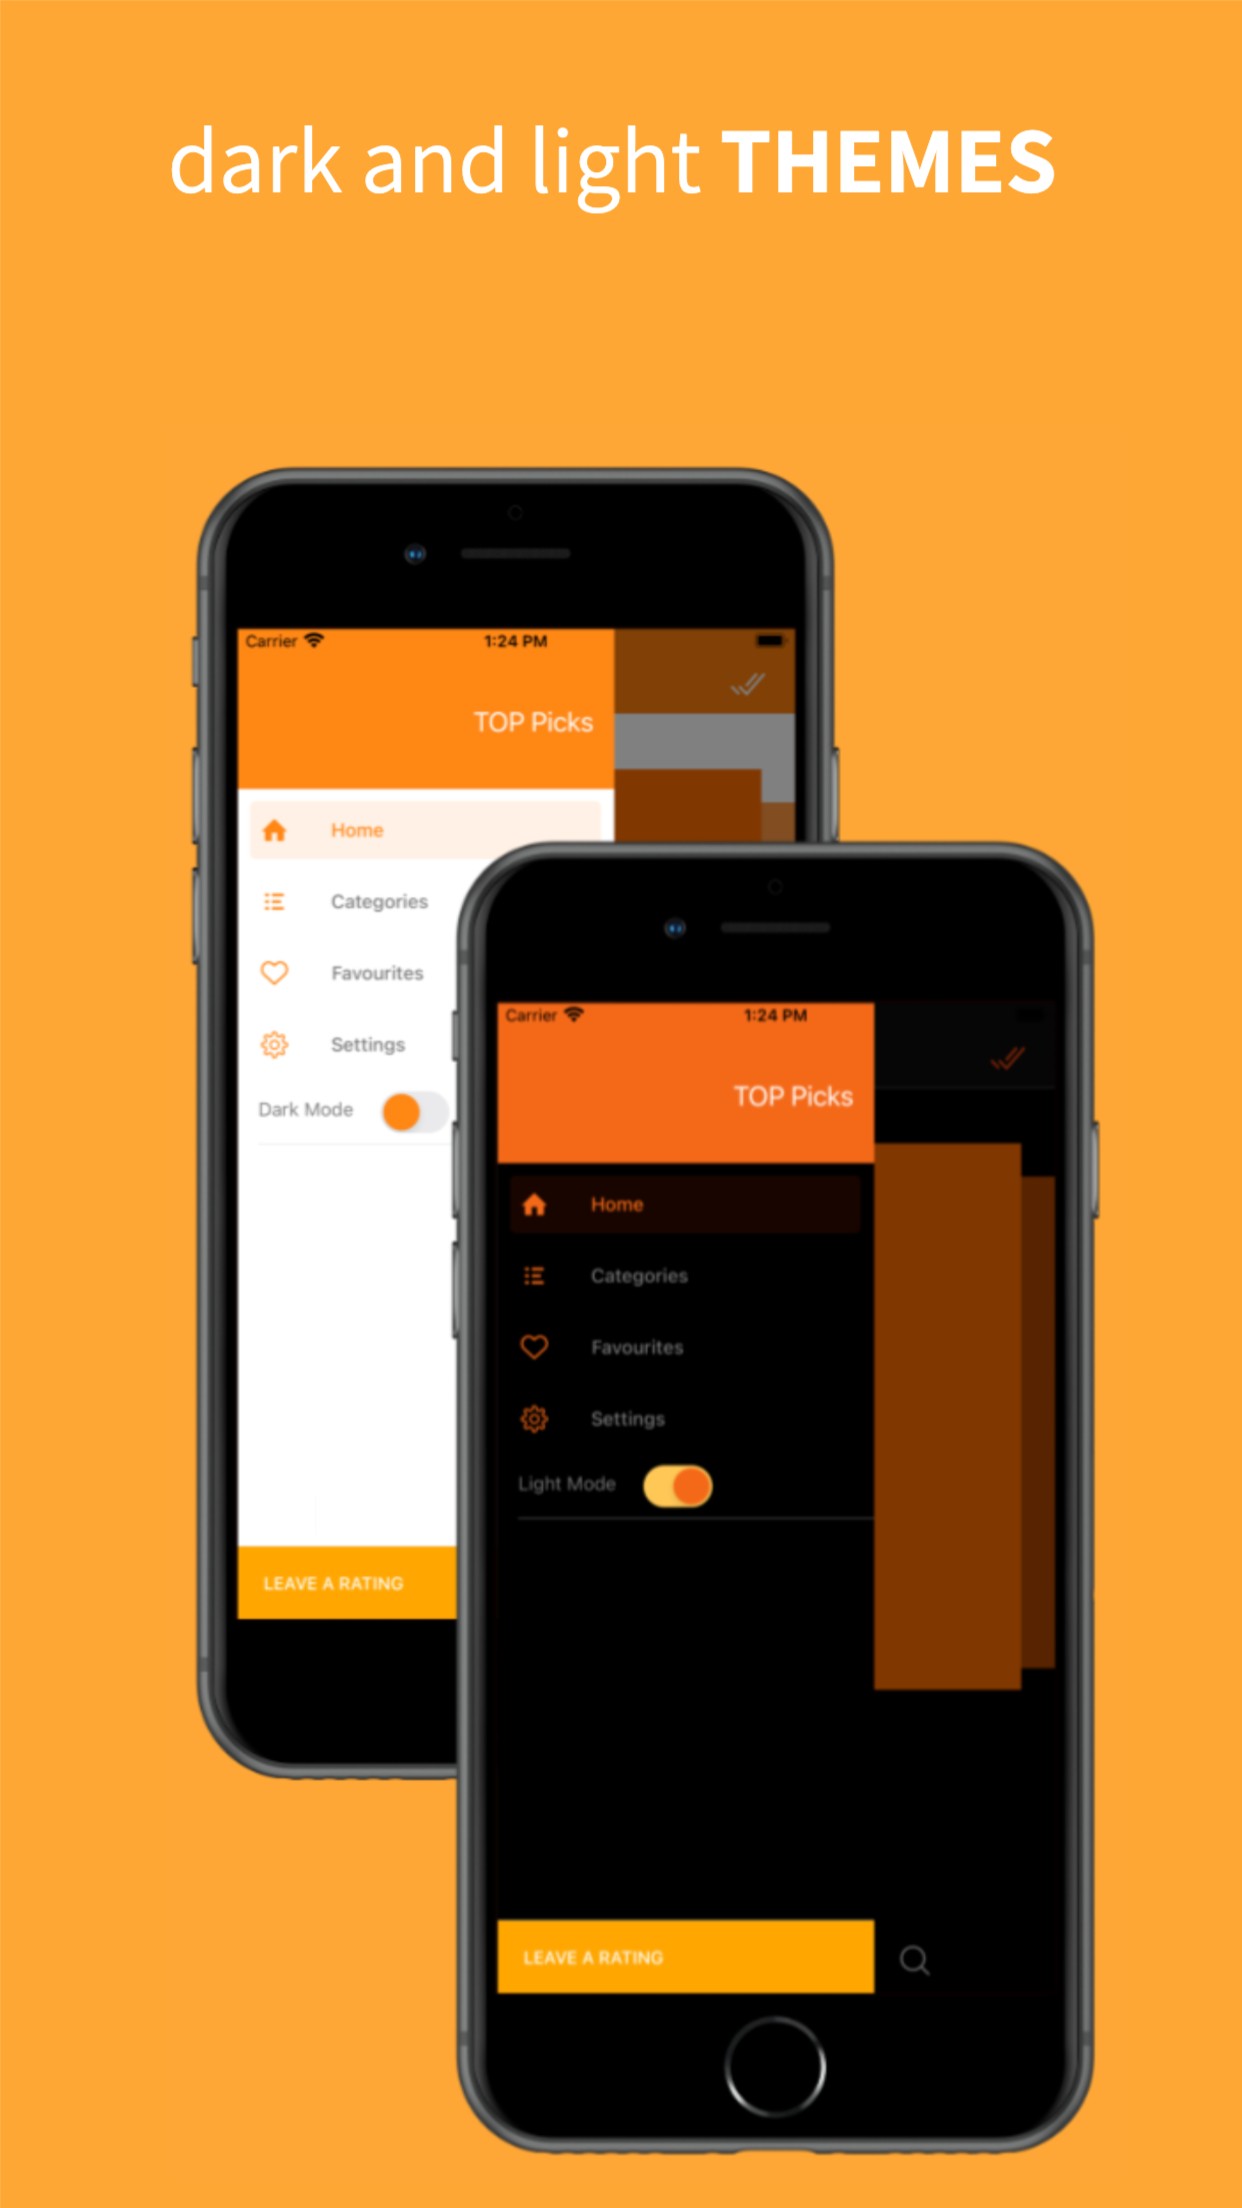 dark and light THEMES
Carrier 1:24 PM
TOP Picks
Home
Categories
Favourites
Settings
Dark Mode
LEAVE A RATING
Carrier 1:24 PM
TOP Picks
Home
Categories
Favourites
Settings
Light Mode
LEAVE A RATING